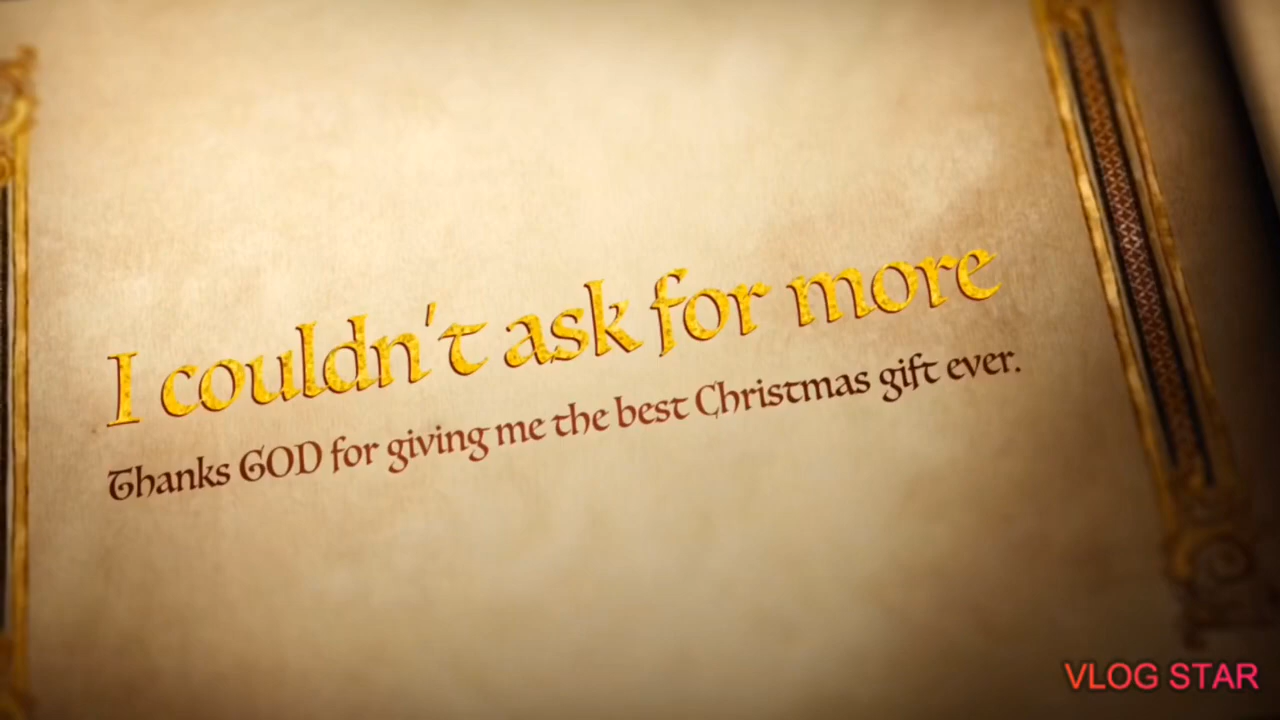 I couldn't ask for more
Thanks GOD for giving me the best Christmas gift ever.
VLOG STAR